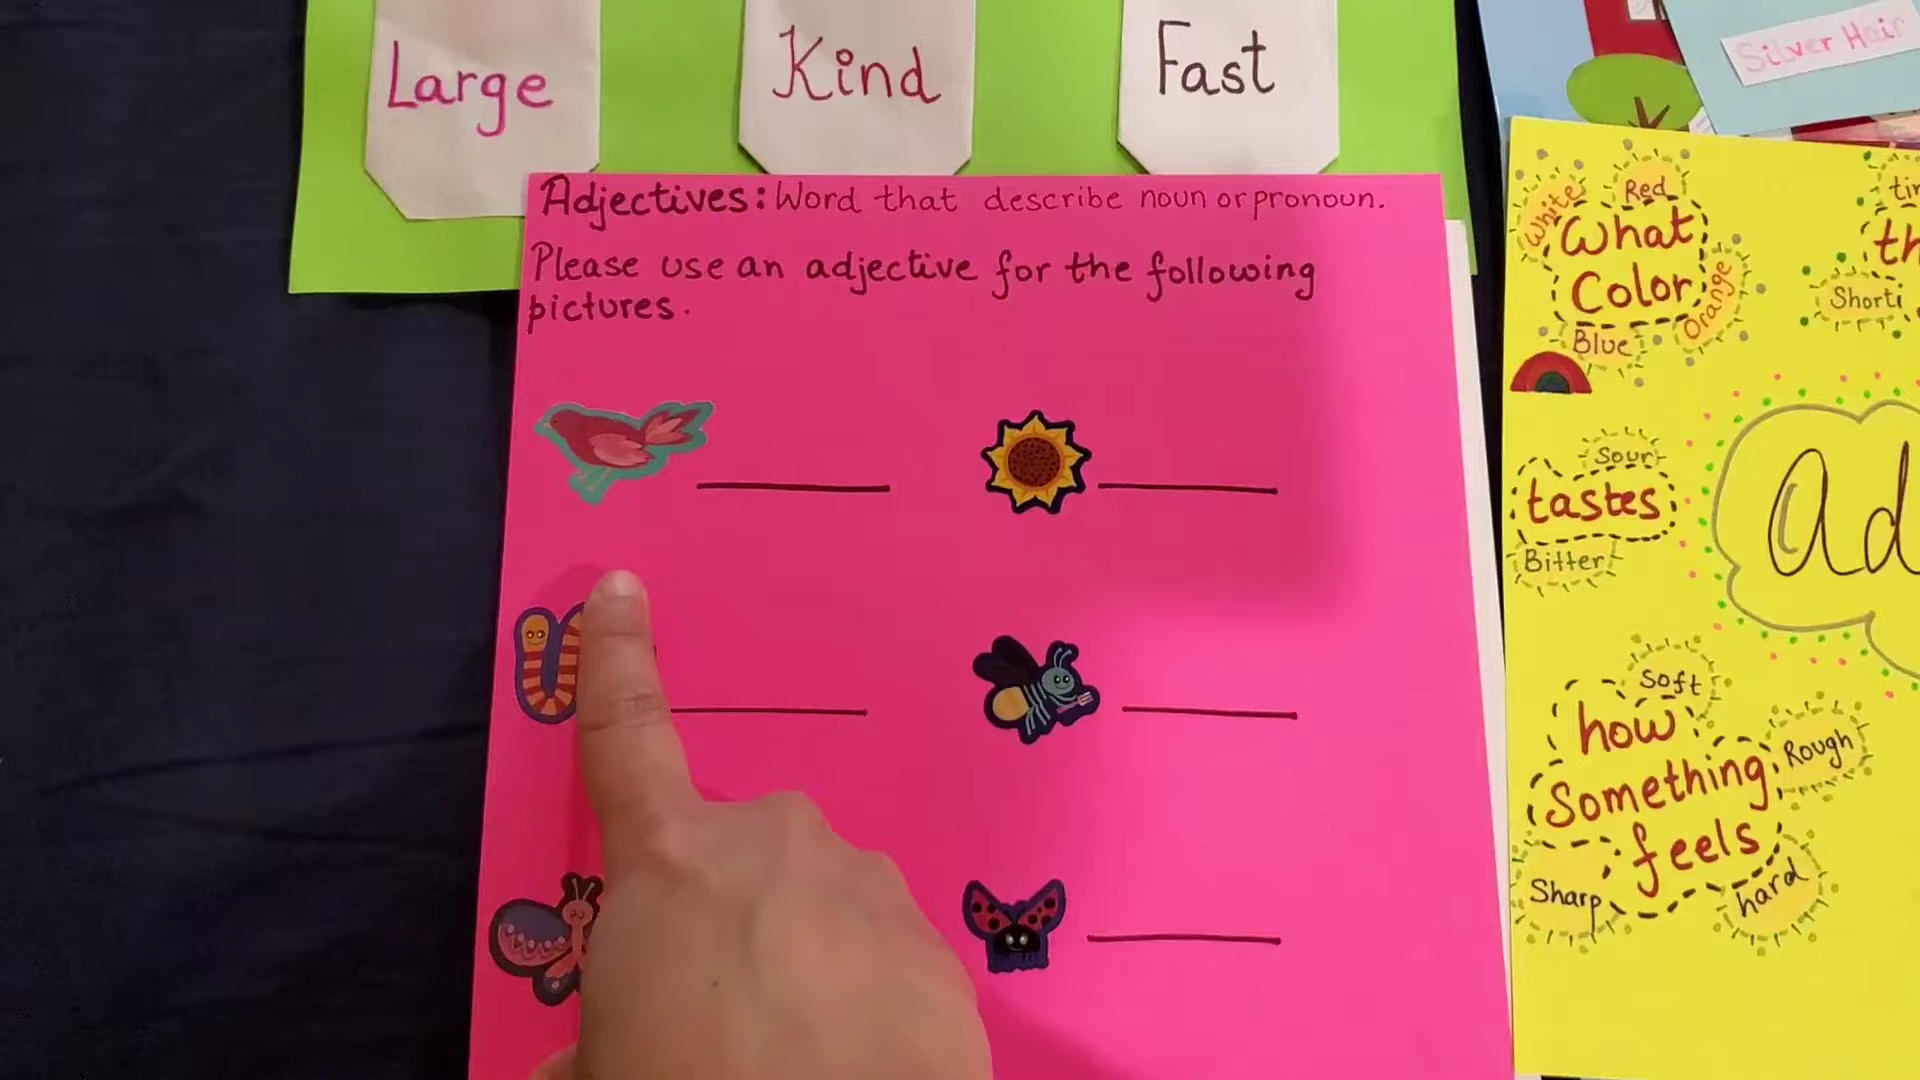 Large
Kind
Fast
Silver Hair
Adjectives: Word that describe noun or pronoun.
Please use an adjective for the following
pictures.
White
Red
What
Color
Orange
Blue
Sour
tastes
Bitter
Soft
how
Something
feels
Rough
Sharp
hard